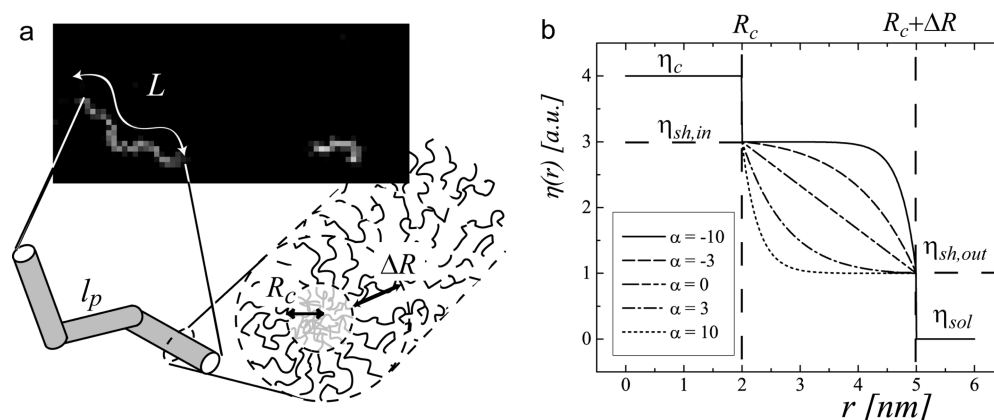 a
L
l_p
R_c
ΔR
b
R_c
R_c+ΔR
η_c
η_sh,in
η_sh,out
η_sol
α = -10
α = -3
α = 0
α = 3
α = 10
η(r) [a.u.]
4
3
2
1
0
0
1
2
3
4
5
6
r [nm]